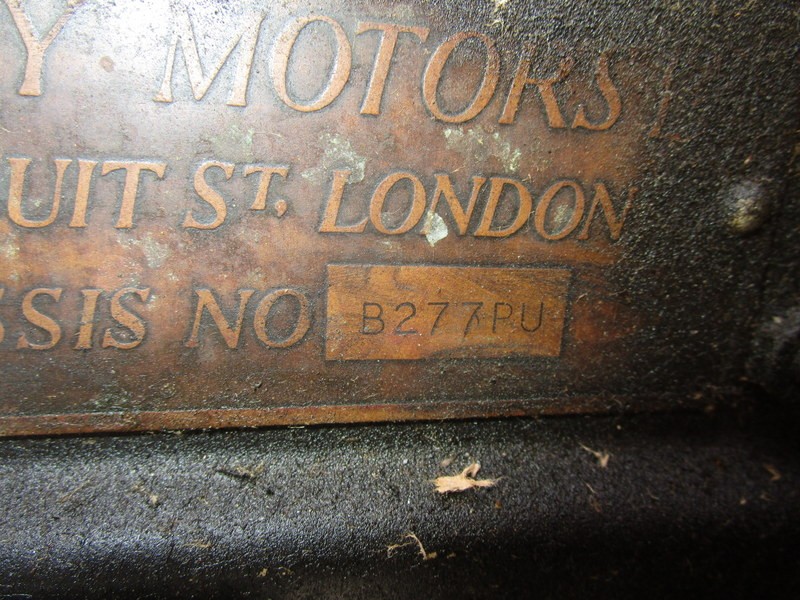 Y MOTORS L
UIT ST, LONDON
SSIS NO B277PU